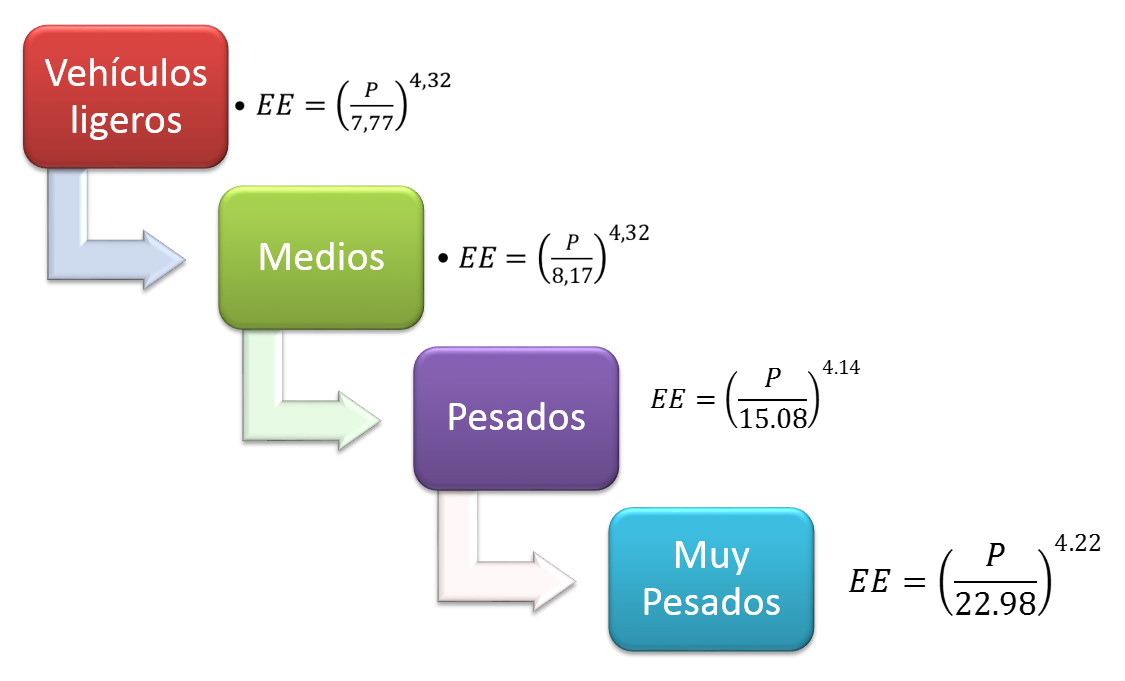 Vehículos
ligeros
• EE = (P/7,77)^4,32
Medios
• EE = (P/8,17)^4,32
Pesados
EE = (P/15.08)^4.14
Muy
Pesados
EE = (P/22.98)^4.22